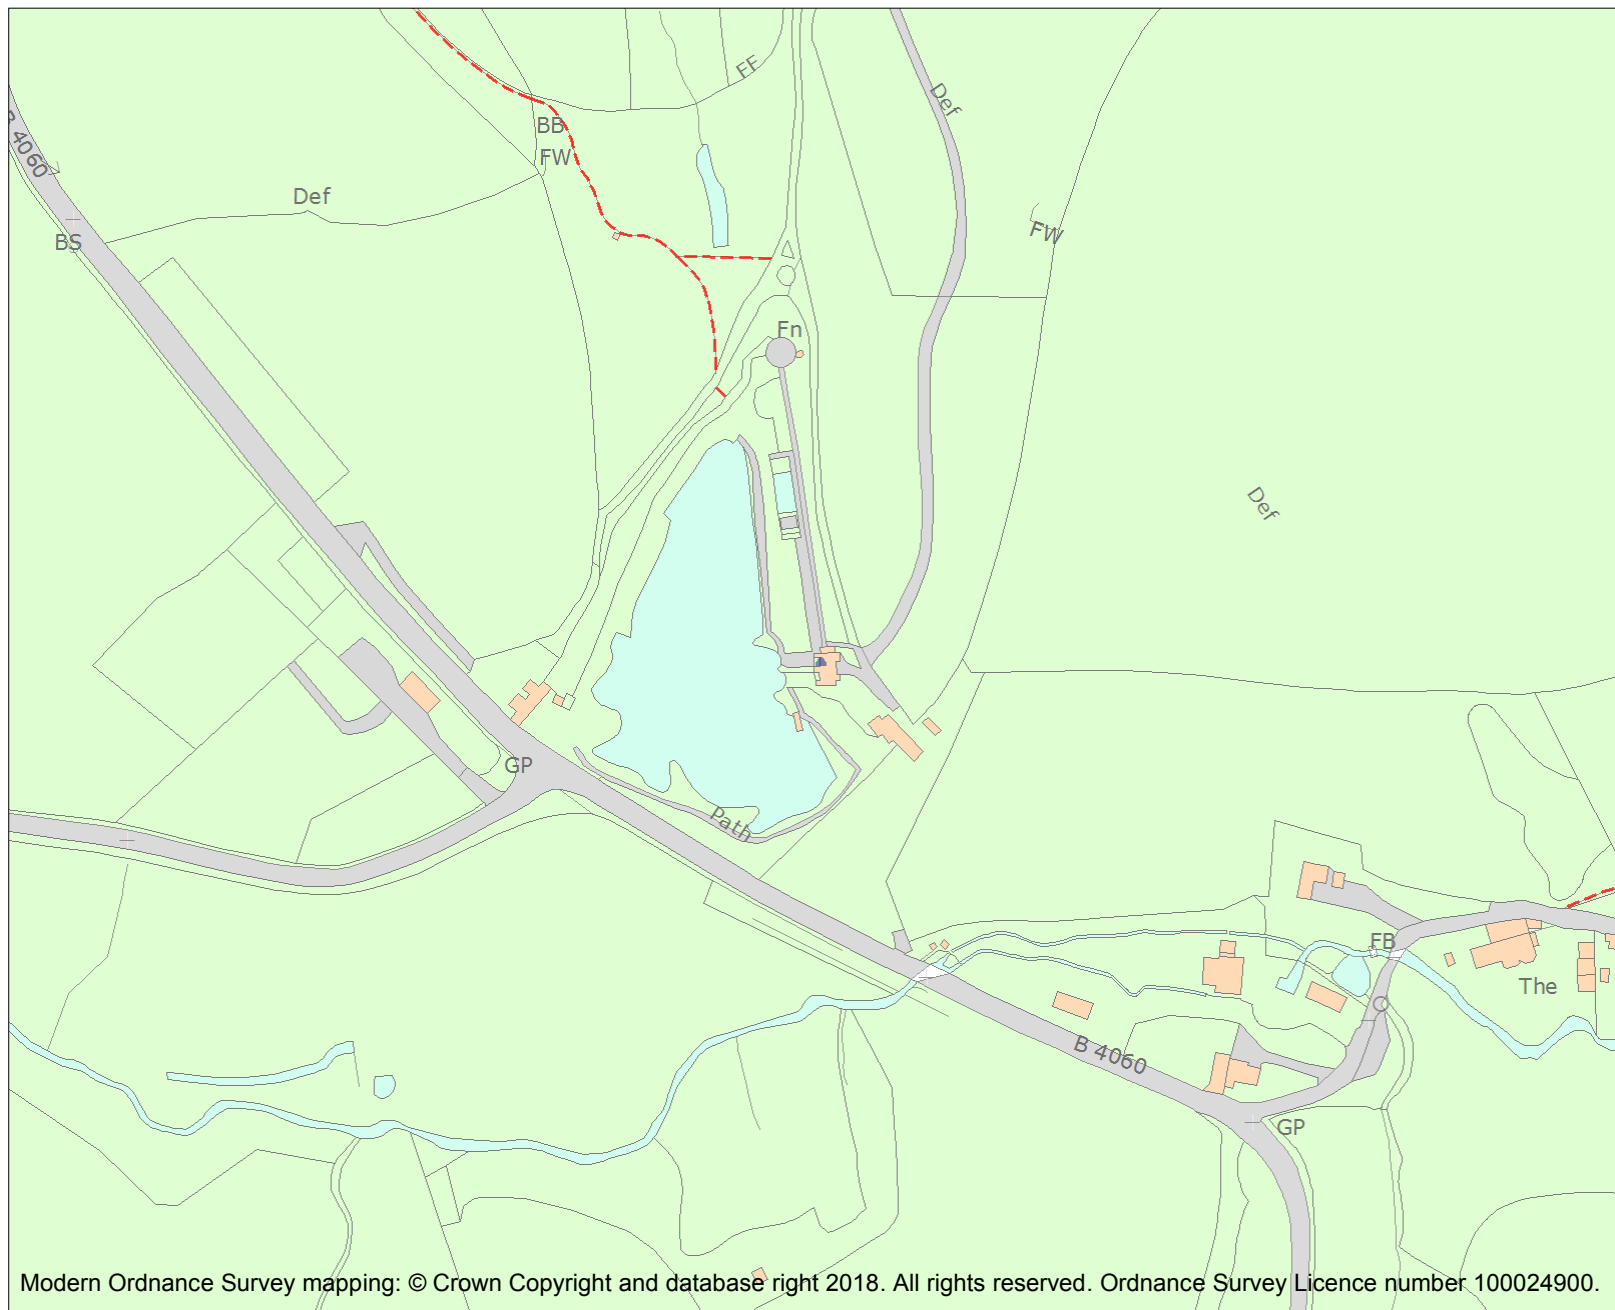 FF
Def
B 4060
BB
FW
Def
BS
FW
Fn
Def
GP
Path
FB
The
B 4060
GP
Modern Ordnance Survey mapping: © Crown Copyright and database right 2018. All rights reserved. Ordnance Survey Licence number 100024900.